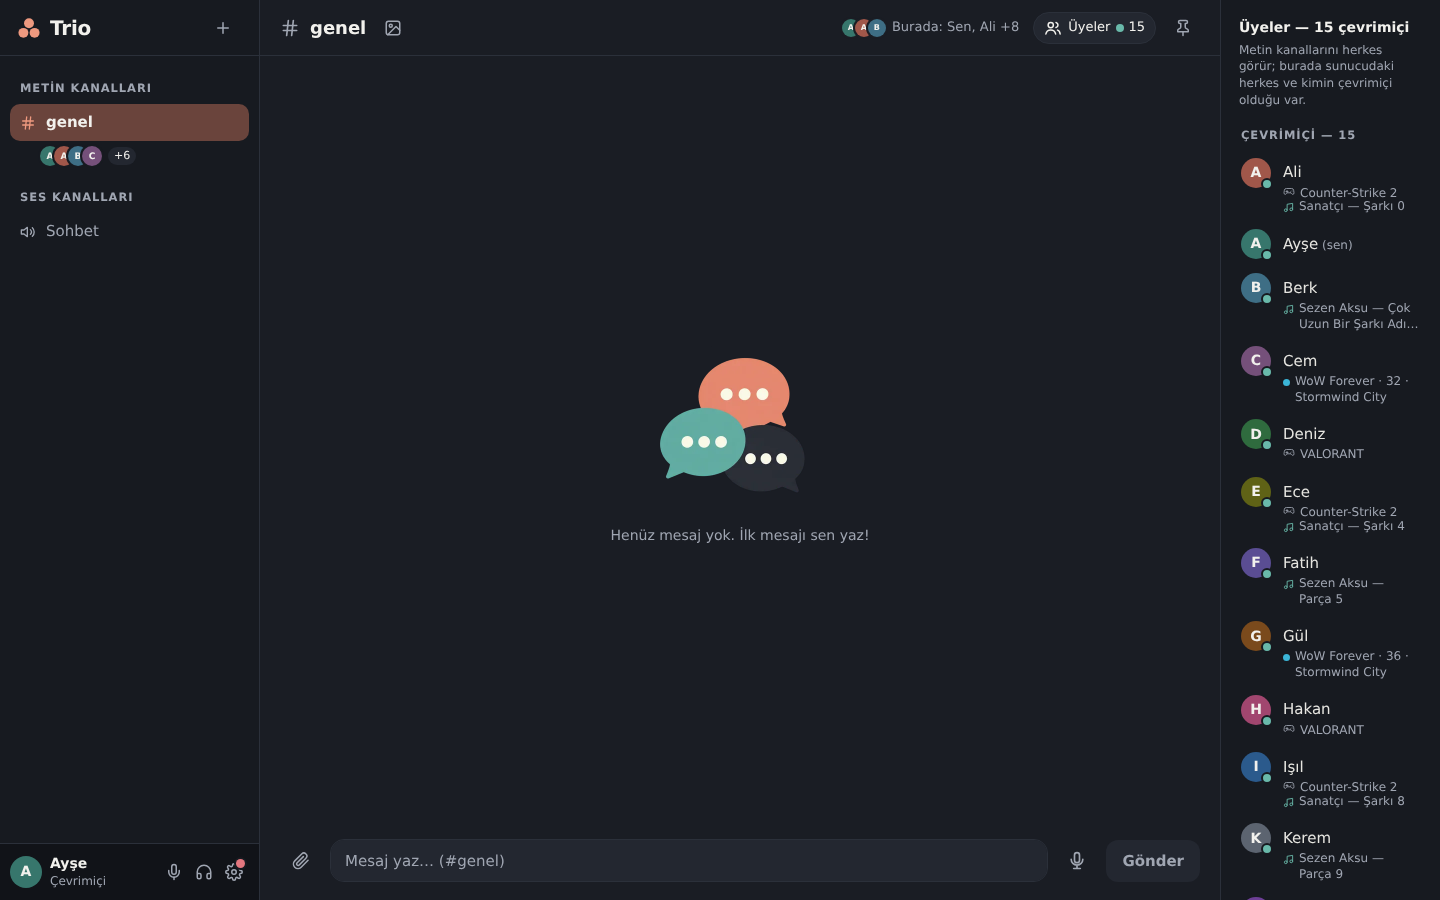 Trio
METİN KANALLARI
genel
A A B C +6
SES KANALLARI
Sohbet
A
Ayşe
Çevrimiçi
# genel
A A B Burada: Sen, Ali +8
Üyeler 15
Henüz mesaj yok. İlk mesajı sen yaz!
Mesaj yaz… (#genel)
Gönder
Üyeler — 15 çevrimiçi
Metin kanallarını herkes
görür; burada sunucudaki
herkes ve kimin çevrimiçi
olduğu var.
ÇEVRİMİÇİ — 15
A Ali
Counter-Strike 2
Sanatçı — Şarkı 0
A Ayşe (sen)
B Berk
Sezen Aksu — Çok
Uzun Bir Şarkı Adı…
C Cem
WoW Forever · 32 ·
Stormwind City
D Deniz
VALORANT
E Ece
Counter-Strike 2
Sanatçı — Şarkı 4
F Fatih
Sezen Aksu —
Parça 5
G Gül
WoW Forever · 36 ·
Stormwind City
H Hakan
VALORANT
I Işıl
Counter-Strike 2
Sanatçı — Şarkı 8
K Kerem
Sezen Aksu —
Parça 9